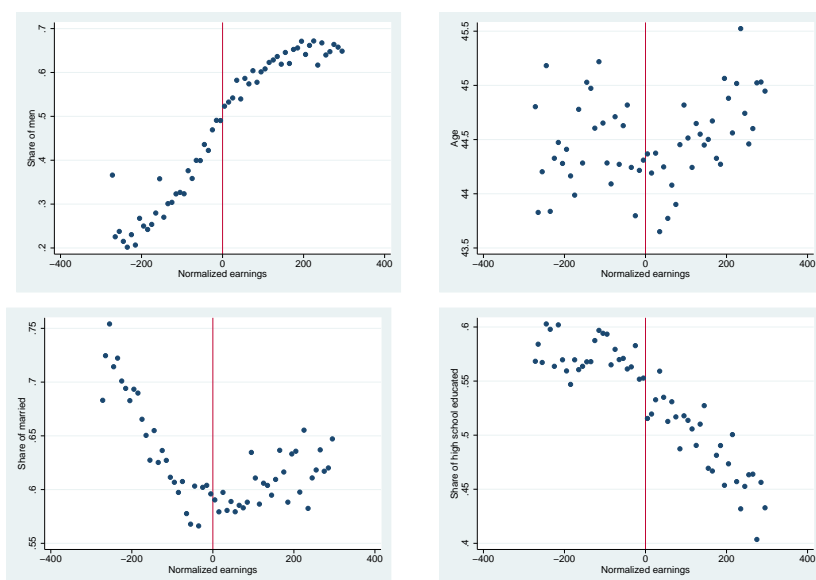 .7
.6
.5
.4
.3
.2
Share of men
−400 −200 0 200 400
Normalized earnings
45.5
45
44.5
44
43.5
Age
−400 −200 0 200 400
Normalized earnings
.75
.7
.65
.6
.55
Share of married
−400 −200 0 200 400
Normalized earnings
.6
.55
.5
.45
.4
Share of high school educated
−400 −200 0 200 400
Normalized earnings